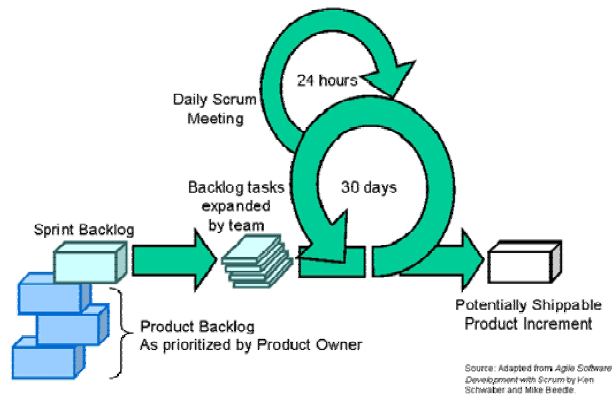 24 hours
Daily Scrum
Meeting
Backlog tasks
expanded
by team
30 days
Sprint Backlog
Potentially Shippable
Product Increment
Product Backlog
As prioritized by Product Owner
Source: Adapted from Agile Software
Development with Scrum by Ken
Schwaber and Mike Beedle.